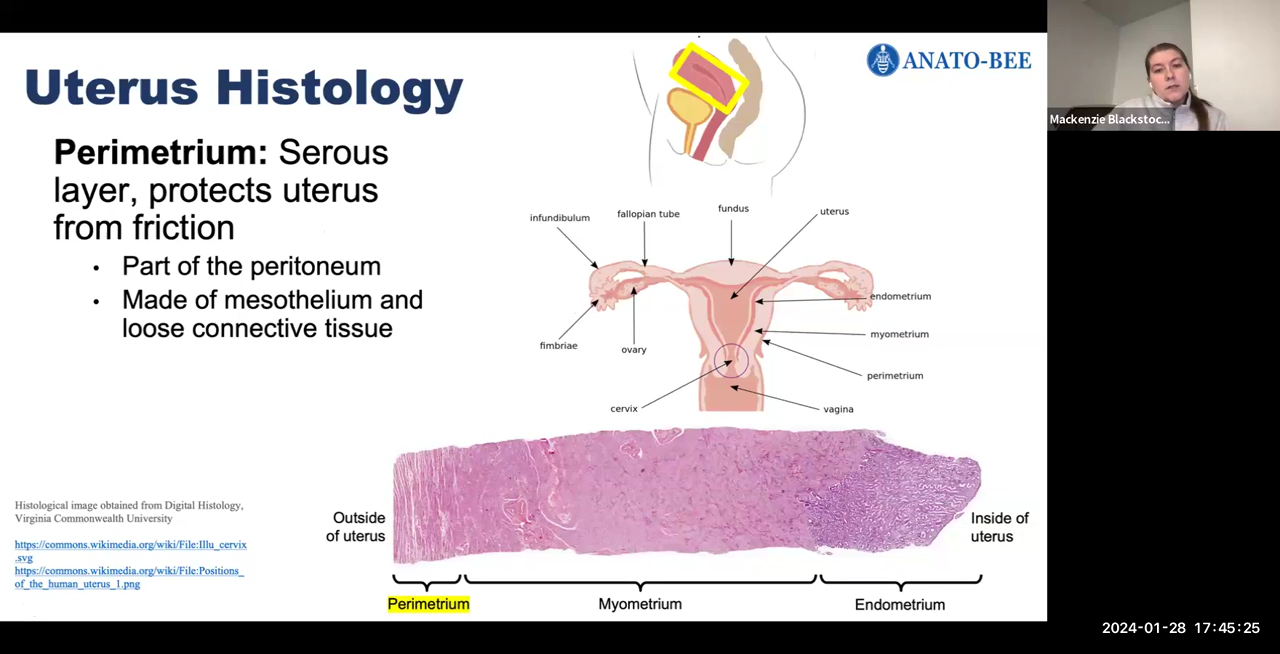 Uterus Histology
ANATO-BEE
Mackenzie Blackstoc...
Perimetrium: Serous
layer, protects uterus
from friction
• Part of the peritoneum
• Made of mesothelium and
loose connective tissue
infundibulum
fallopian tube
fundus
uterus
endometrium
myometrium
perimetrium
fimbriae
ovary
cervix
vagina
Histological image obtained from Digital Histology,
Virginia Commonwealth University
https://commons.wikimedia.org/wiki/File:Illu_cervix
.svg
https://commons.wikimedia.org/wiki/File:Positions_
of_the_human_uterus_1.png
Outside
of uterus
Inside of
uterus
Perimetrium
Myometrium
Endometrium
2024-01-28 17:45:25